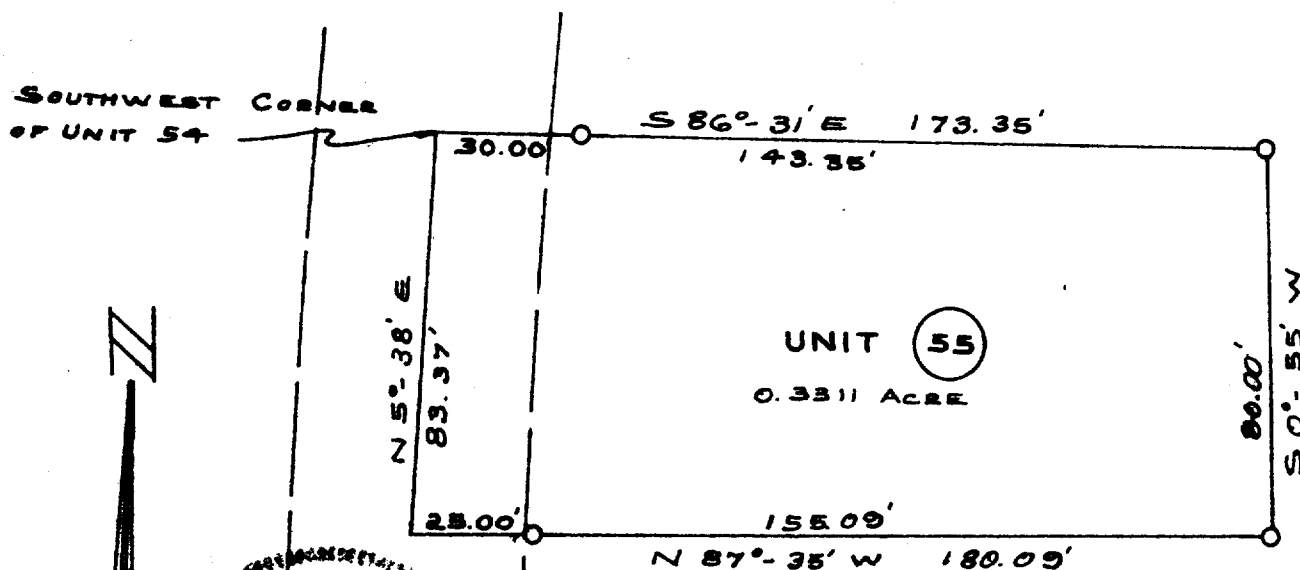 SOUTHWEST CORNER
OF UNIT 54
S 86°-31' E 173.35'
30.00
143.35'
N 5°-38' E
83.37'
UNIT 55
0.3311 ACRE
80.00'
S 0°-55' W
N
25.00'
155.09'
N 87°-35' W 180.09'